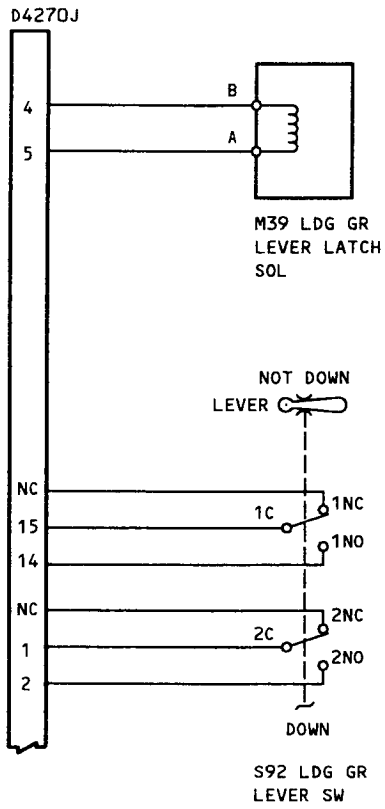 D4270J
4
B
5
A
M39 LDG GR
LEVER LATCH
SOL
NOT DOWN
LEVER
NC
1NC
15
1C
1NO
14
NC
2NC
1
2C
2NO
2
DOWN
S92 LDG GR
LEVER SW